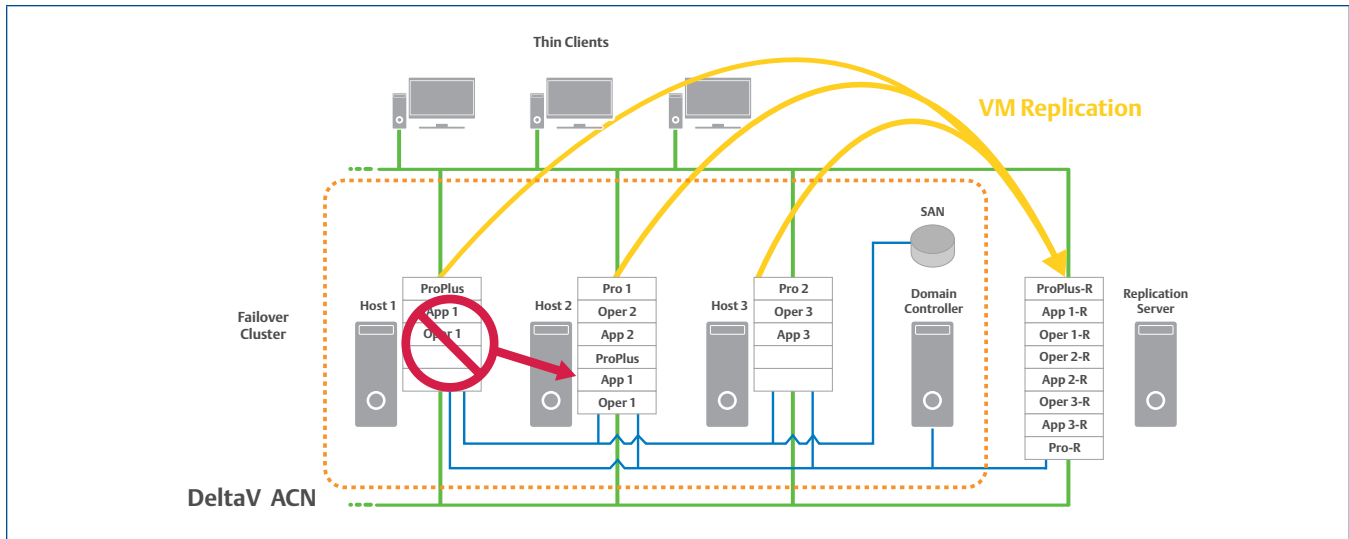 Thin Clients
VM Replication
SAN
Failover
Cluster
Host 1
ProPlus
App 1
Oper 1
Host 2
Pro 1
Oper 2
App 2
ProPlus
App 1
Oper 1
Host 3
Pro 2
Oper 3
App 3
Domain
Controller
ProPlus-R
App 1-R
Oper 1-R
Oper 2-R
App 2-R
Oper 3-R
App 3-R
Pro-R
Replication
Server
DeltaV ACN